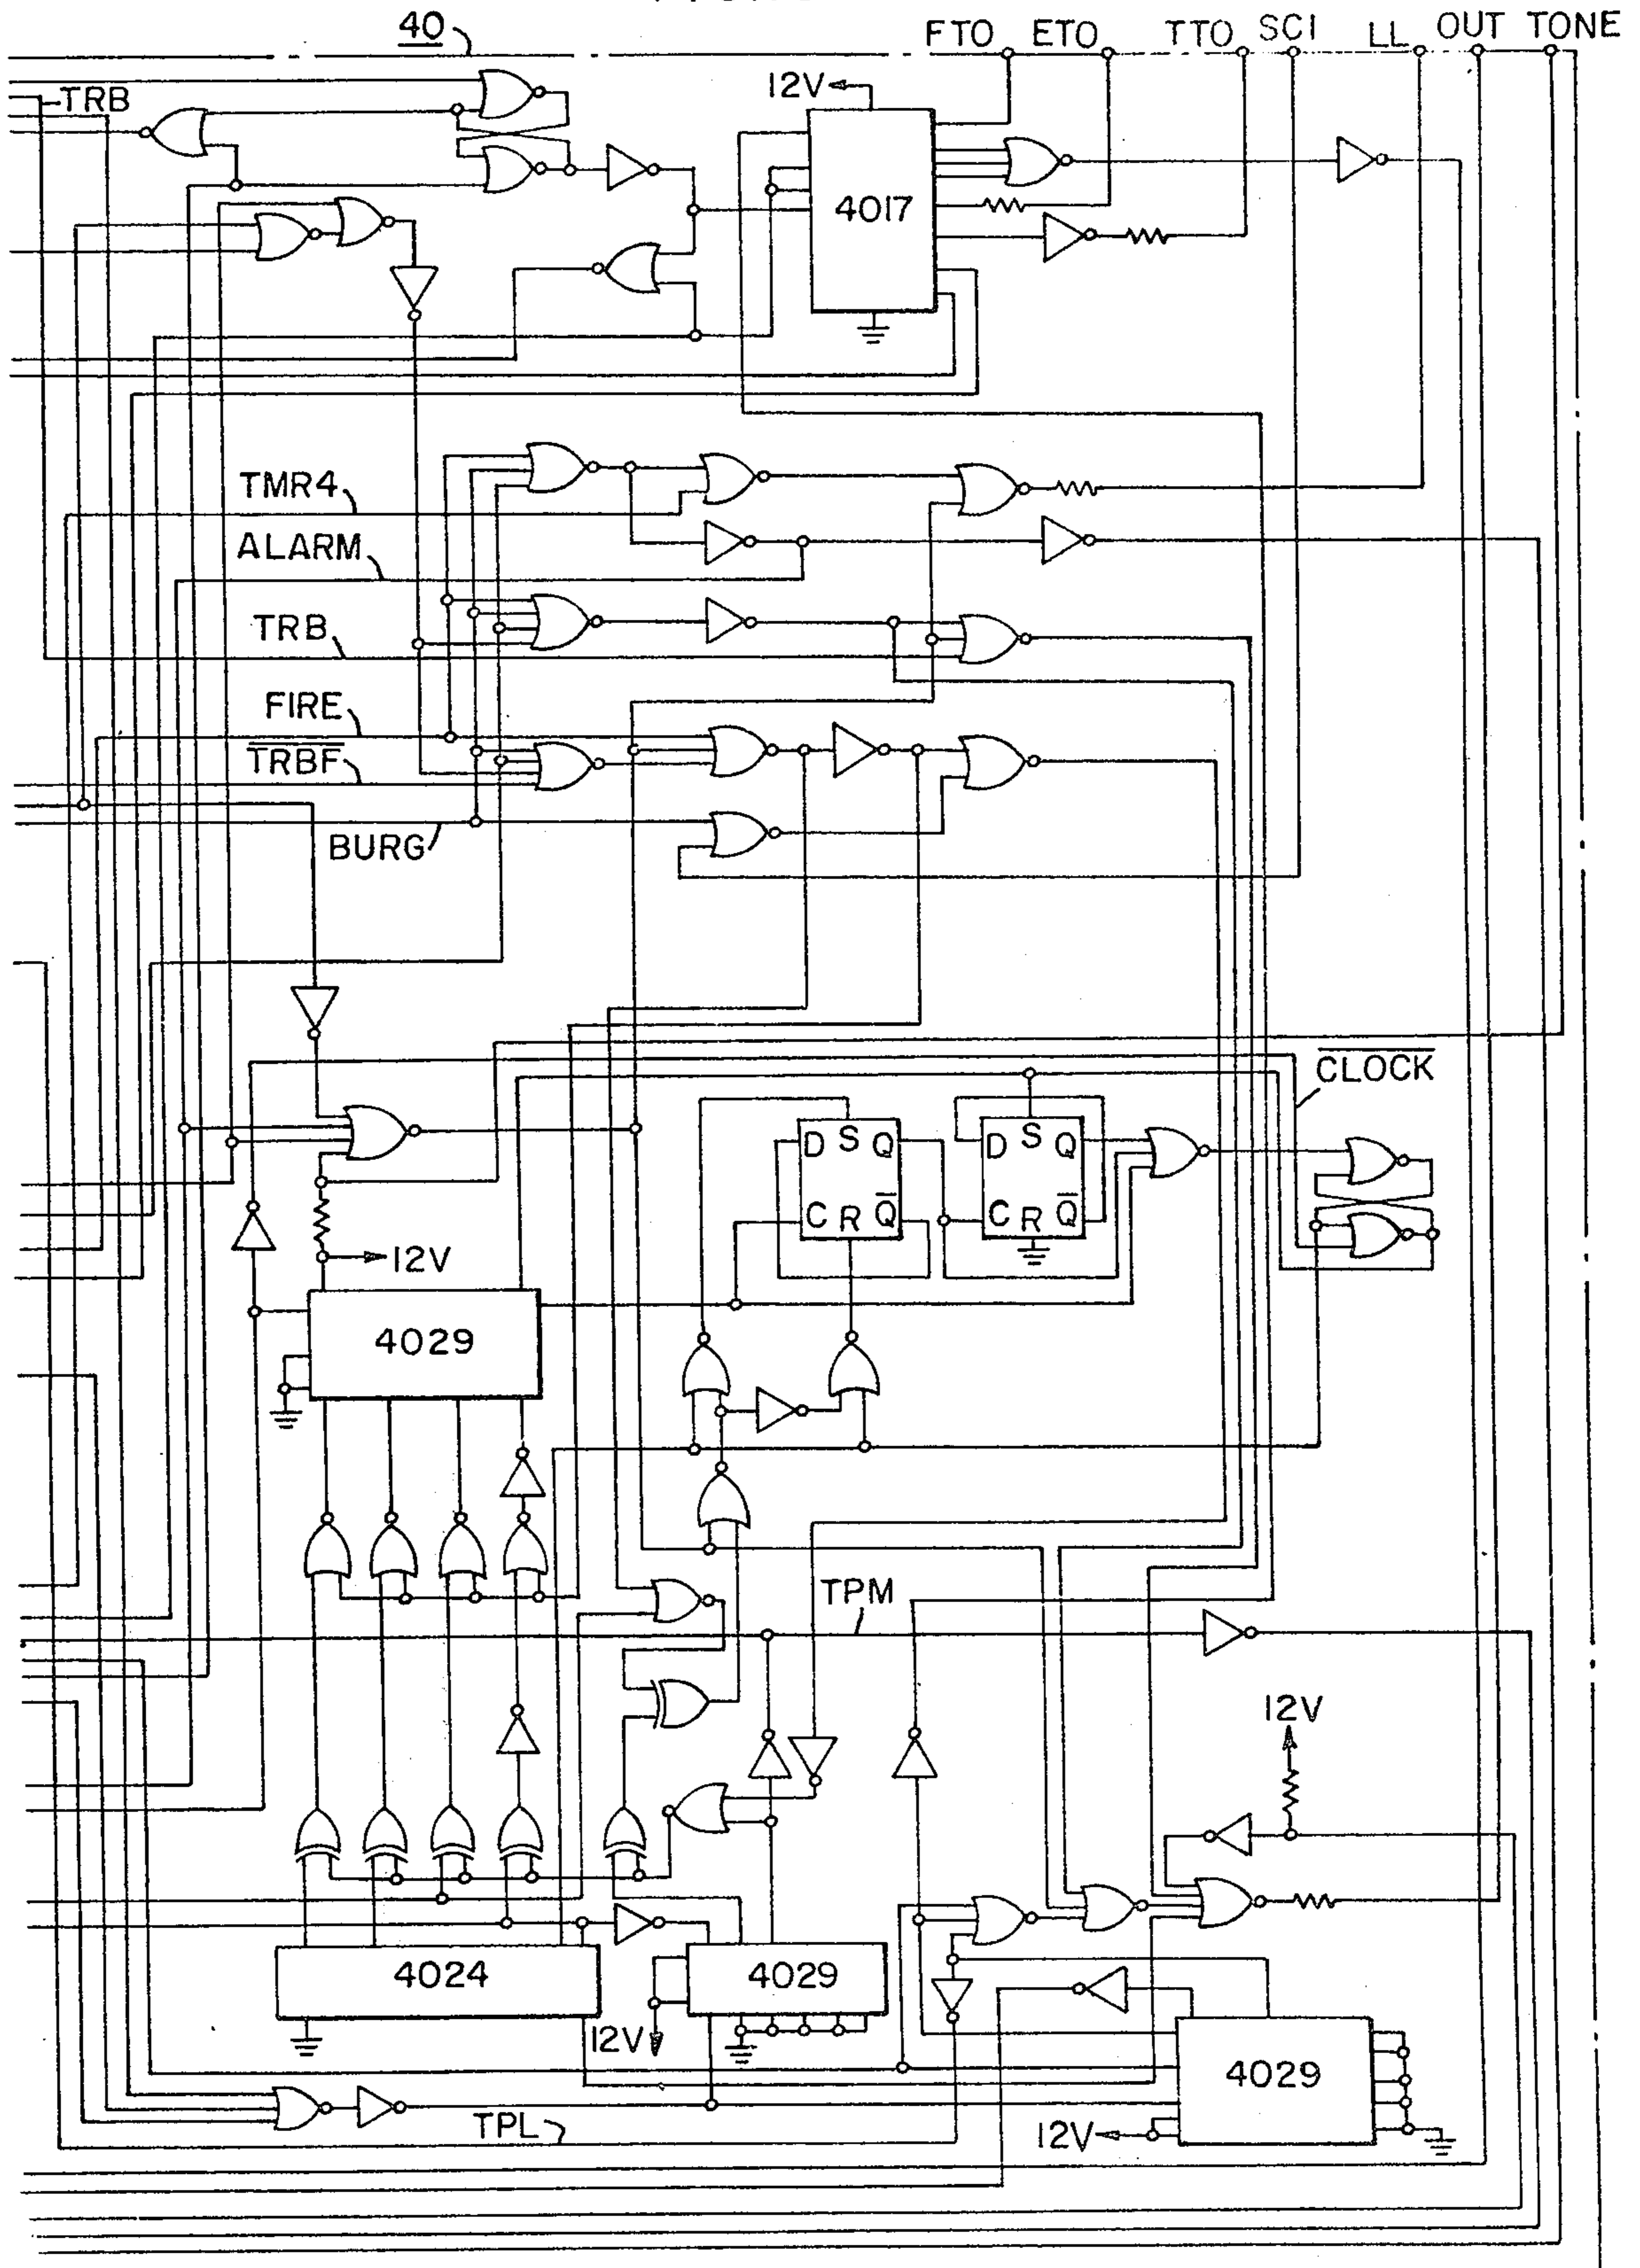 40
FTO ETO TTO SCI LL OUT TONE
TRB
12V
4017
TMR4
ALARM
TRB
FIRE
TRBF
BURG
CLOCK
D S Q
C R Q
D S Q
C R Q
12V
4029
TPM
12V
4024
4029
12V
4029
TPL
12V